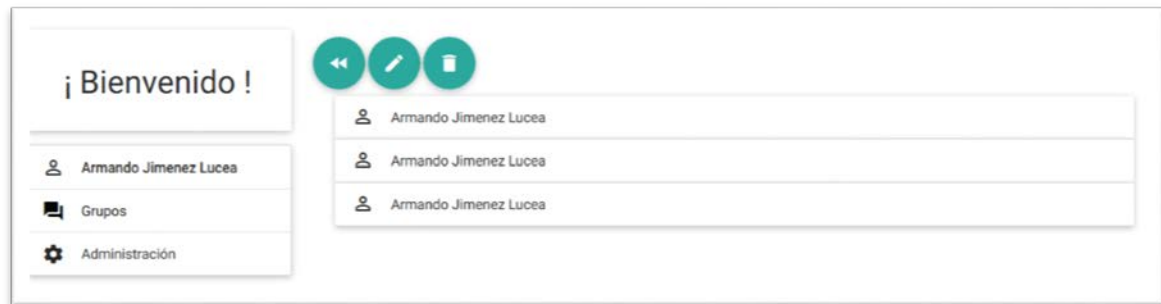 ¡ Bienvenido !
Armando Jimenez Lucea
Grupos
Administración
Armando Jimenez Lucea
Armando Jimenez Lucea
Armando Jimenez Lucea